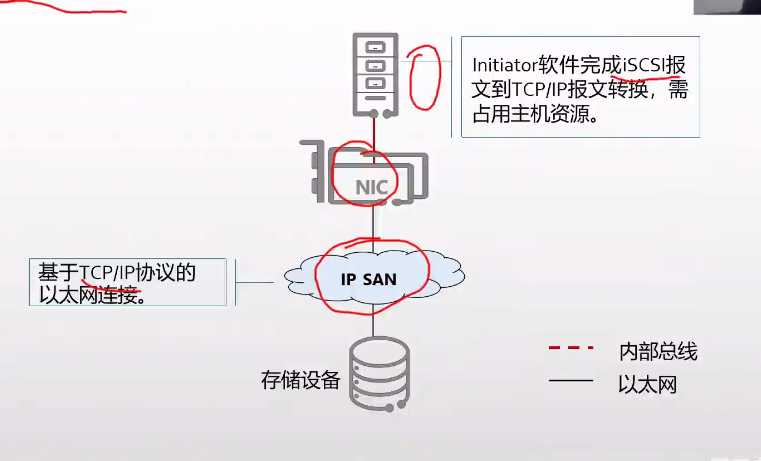 Initiator软件完成iSCSI报
文到TCP/IP报文转换，需
占用主机资源。
NIC
基于TCP/IP协议的
以太网连接。
IP SAN
存储设备
内部总线
以太网